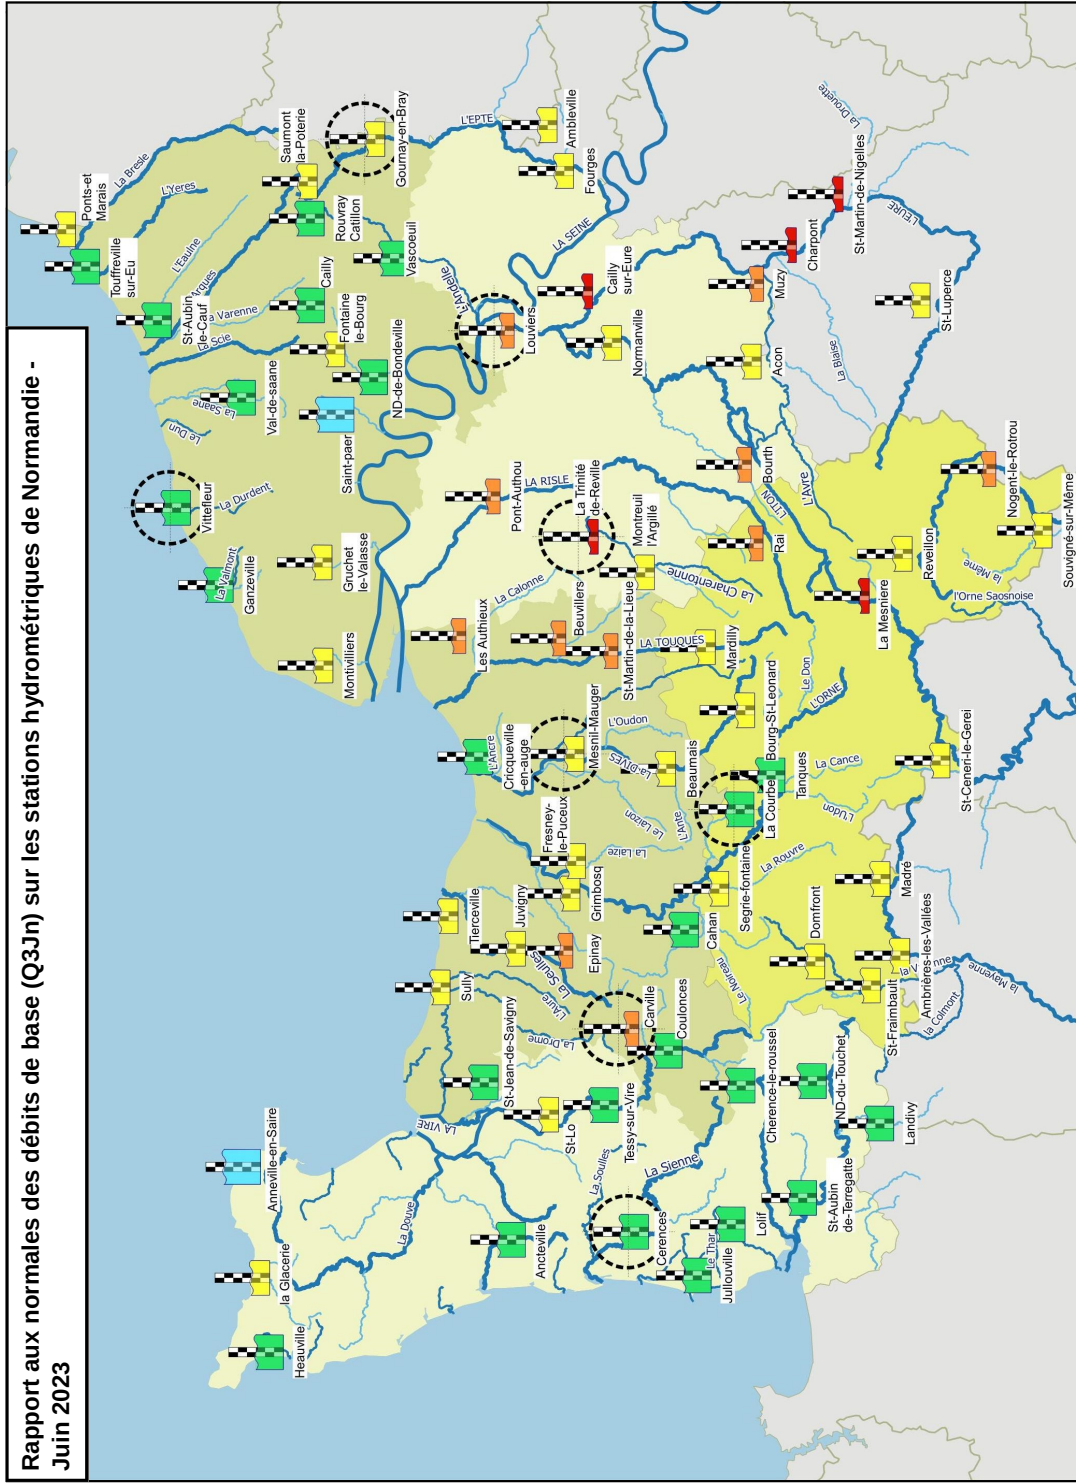 Rapport aux normales des débits de base (Q3Jn) sur les stations hydrométriques de Normandie -
Juin 2023
Heauville
la Glacerie
Anneville-en-Saire
La Douve
Ancteville
LA VIRE
St-Jean-de-Savigny
St-Lo
Tessy-sur-Vire
La Soulles
La Sienne
Cerences
Le Thar
Jullouville
Lolif
St-Aubin
de-Terregatte
Cherence-le-roussel
ND-du-Touchet
Landivy
Coulonces
Carville
La Drome
L'Aure
La Seulles
Sully
Tierceville
Juvigny
Epinay
Grimbosq
Fresney-
le-Puceux
La Laize
Le Laizon
L'Ante
Cahan
Le Noireau
Segrie-fontaine
La Rouvre
Domfront
St-Fraimbault
Ambrières-les-Vallées
la Mayenne
la Colmont
Madré
L'Udon
La Cance
St-Ceneri-le-Gerei
La Courbe
Tanques
Bourg-St-Leonard
Beaumais
La DIVES
L'Oudon
Mesnil-Mauger
Cricqueville
-en-auge
L'Ancre
L'ORNE
Le Don
Mardilly
LA TOUQUES
St-Martin-de-la-Lieue
Beuvillers
Les Authieux
La Calonne
La Charentonne
Montreuil
l'Argillé
La Trinité
de-Reville
Pont-Authou
LA RISLE
Rai
Bourth
L'ITON
L'Avre
La Mesniere
l'Orne Saosnoise
Reveillon
la Même
Souvigné-sur-Même
Nogent-le-Rotrou
Acon
La Blaise
St-Luperce
L'EURE
Muzy
Charpont
St-Martin-de-Nigelles
La Drouette
Normanville
Cailly
sur-Eure
Louviers
LA SEINE
L'Andelle
Fourges
Ambleville
L'EPTE
Gournay-en-Bray
Saumont
la-Poterie
Rouvray
Catillon
Vascoeuil
Cailly
Fontaine
le-Bourg
ND-de-Bondeville
Saint-paer
Val-de-saane
La Saane
Le Dun
Vittefleur
La Durdent
La Valmont
Ganzeville
Gruchet
le-Valasse
Montivilliers
St-Aubin
le-Cauf
La Scie
la Varenne
Arques
L'Eaulne
L'Yeres
La Bresle
Touffreville
sur-Eu
Ponts-et
Marais